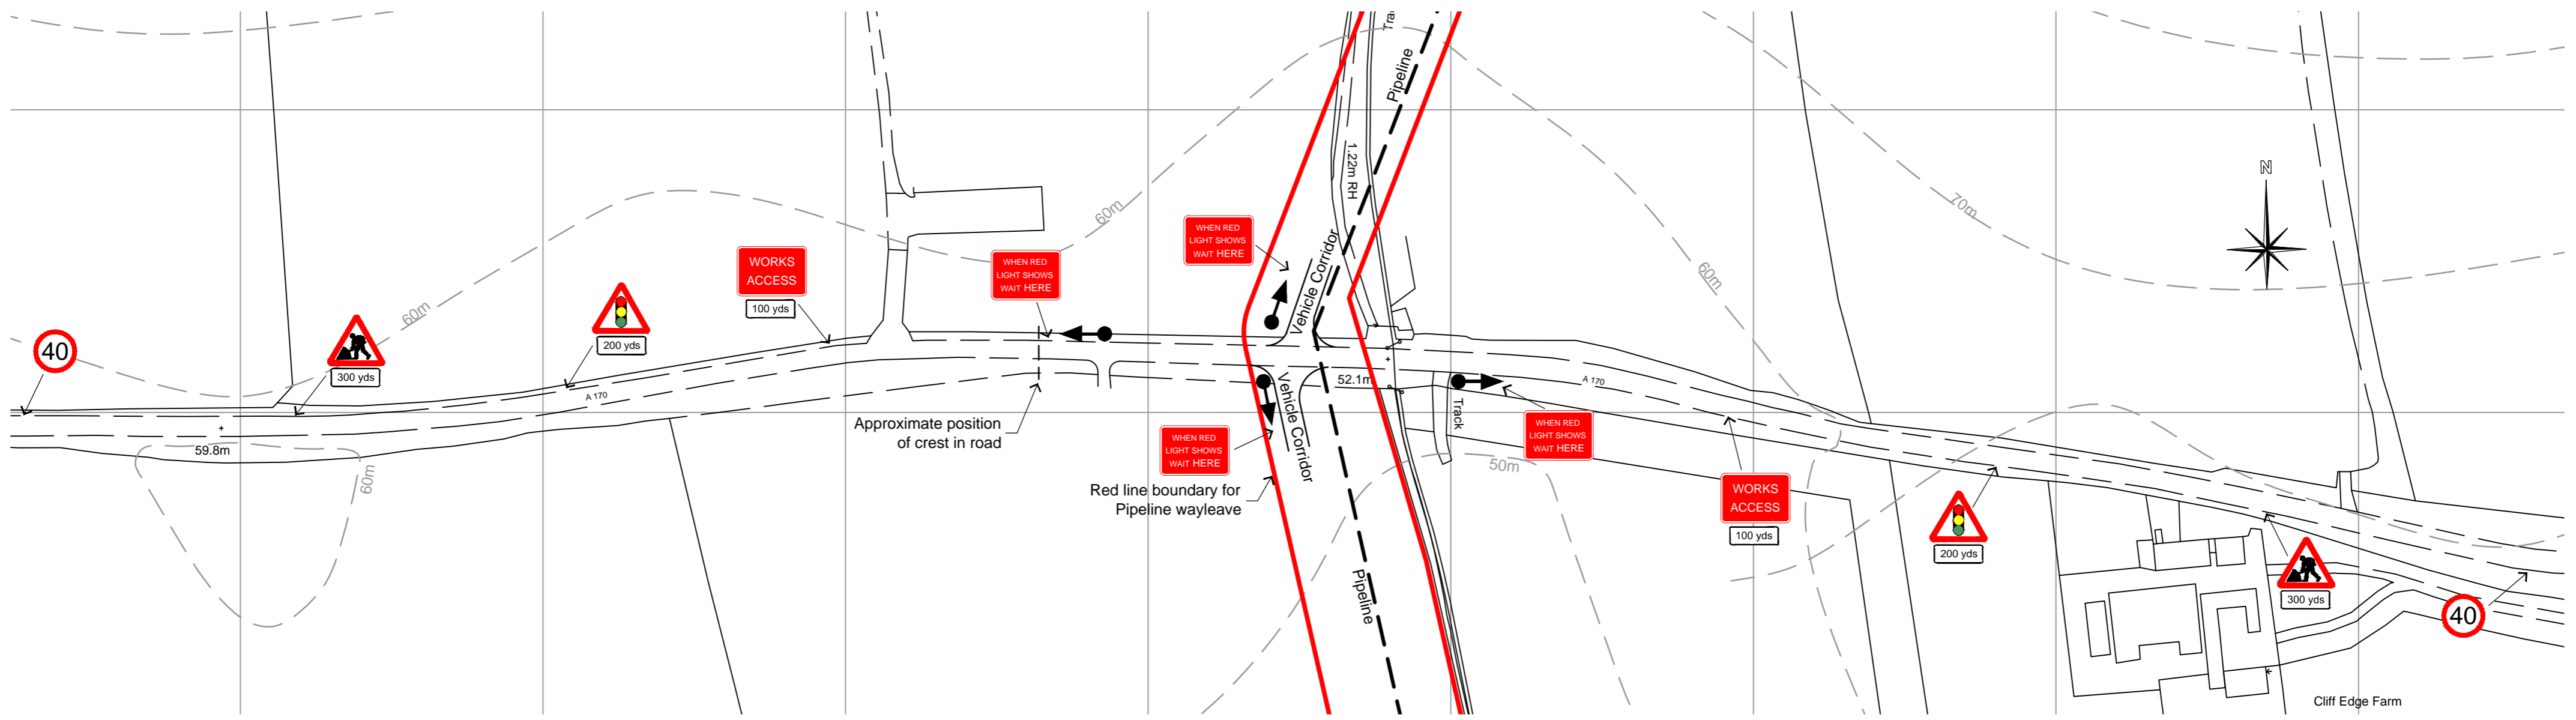 Trac
Pipeline
1.22m RH
N
60m
70m
WHEN RED
LIGHT SHOWS
WAIT HERE
Vehicle Corridor
WORKS
ACCESS
100 yds
WHEN RED
LIGHT SHOWS
WAIT HERE
60m
60m
200 yds
40
300 yds
A 170
52.1m
A 170
Vehicle Corridor
Track
Approximate position
of crest in road
WHEN RED
LIGHT SHOWS
WAIT HERE
WHEN RED
LIGHT SHOWS
WAIT HERE
59.8m
60m
50m
Red line boundary for
Pipeline wayleave
WORKS
ACCESS
100 yds
200 yds
Pipeline
300 yds
40
Cliff Edge Farm